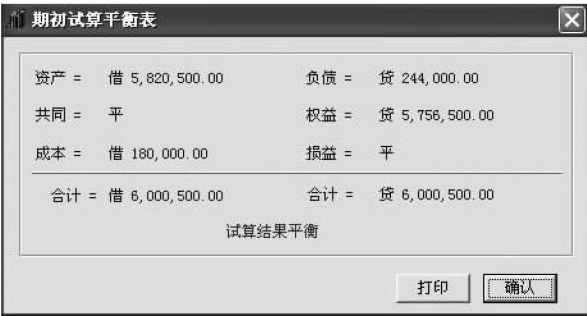 期初试算平衡表
资产 = 借 5,820,500.00 负债 = 贷 244,000.00
共同 = 平 权益 = 贷 5,756,500.00
成本 = 借 180,000.00 损益 = 平
合计 = 借 6,000,500.00 合计 = 贷 6,000,500.00
试算结果平衡
打印 确认